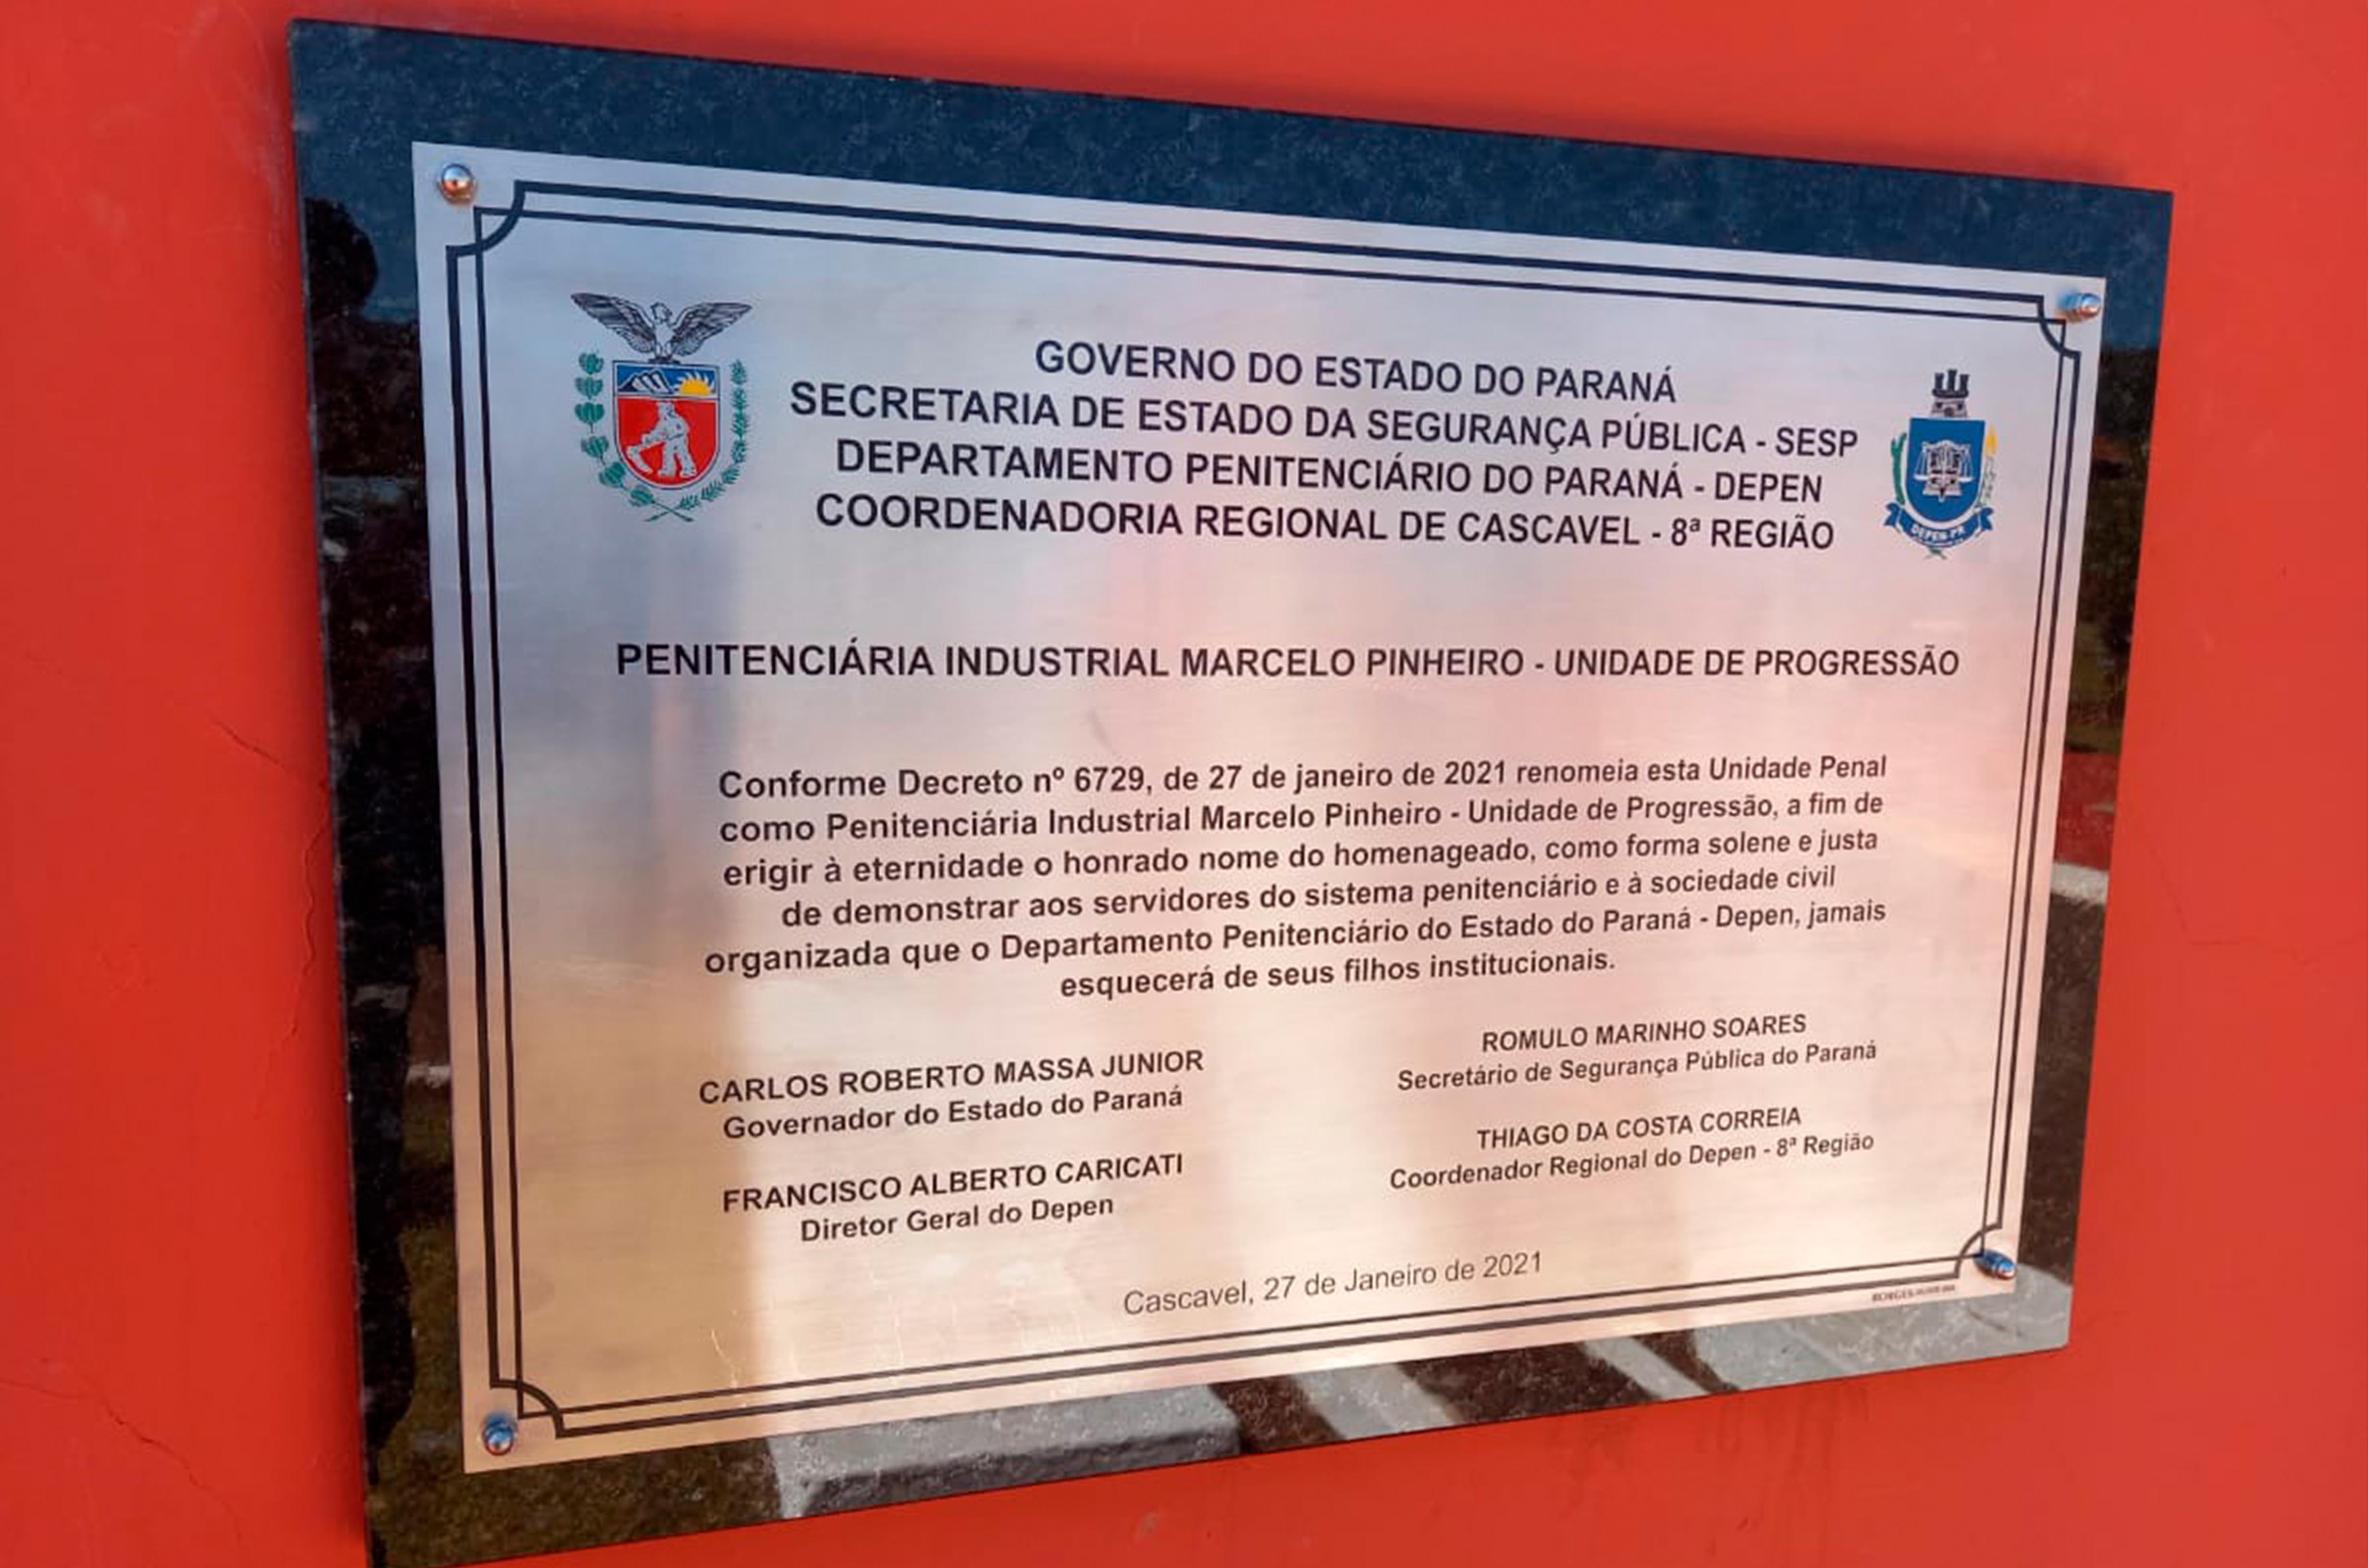 GOVERNO DO ESTADO DO PARANÁ
SECRETARIA DE ESTADO DA SEGURANÇA PÚBLICA - SESP
DEPARTAMENTO PENITENCIÁRIO DO PARANÁ - DEPEN
COORDENADORIA REGIONAL DE CASCAVEL - 8ª REGIÃO
DEPEN-PR
PENITENCIÁRIA INDUSTRIAL MARCELO PINHEIRO - UNIDADE DE PROGRESSÃO
Conforme Decreto nº 6729, de 27 de janeiro de 2021 renomeia esta Unidade Penal
como Penitenciária Industrial Marcelo Pinheiro - Unidade de Progressão, a fim de
erigir à eternidade o honrado nome do homenageado, como forma solene e justa
de demonstrar aos servidores do sistema penitenciário e à sociedade civil
organizada que o Departamento Penitenciário do Estado do Paraná - Depen, jamais
esquecerá de seus filhos institucionais.
CARLOS ROBERTO MASSA JUNIOR
Governador do Estado do Paraná
ROMULO MARINHO SOARES
Secretário de Segurança Pública do Paraná
FRANCISCO ALBERTO CARICATI
Diretor Geral do Depen
THIAGO DA COSTA CORREIA
Coordenador Regional do Depen - 8ª Região
Cascavel, 27 de Janeiro de 2021